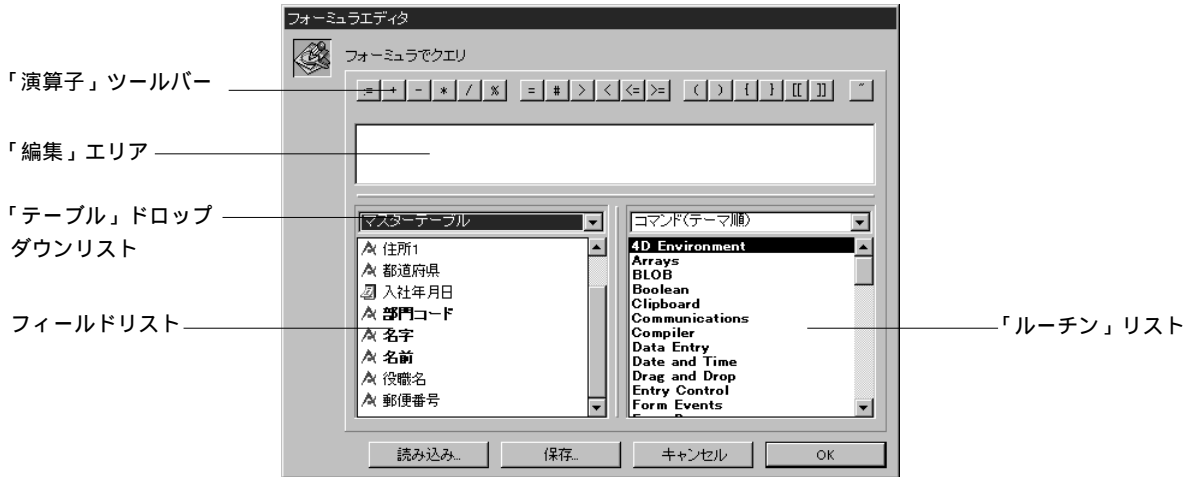 フォーミュラエディタ
フォーミュラでクエリ
「演算子」ツールバー
:= + - * / % = # > < <= >= ( ) { } [[ ]] "
「編集」エリア
「テーブル」ドロップ
ダウンリスト
マスターテーブル
コマンド(テーマ順)
住所1
都道府県
入社年月日
部門コード
名字
名前
役職名
郵便番号
フィールドリスト
4D Environment
Arrays
BLOB
Boolean
Clipboard
Communications
Compiler
Data Entry
Date and Time
Drag and Drop
Entry Control
Form Events
「ルーチン」リスト
読み込み...
保存...
キャンセル
OK